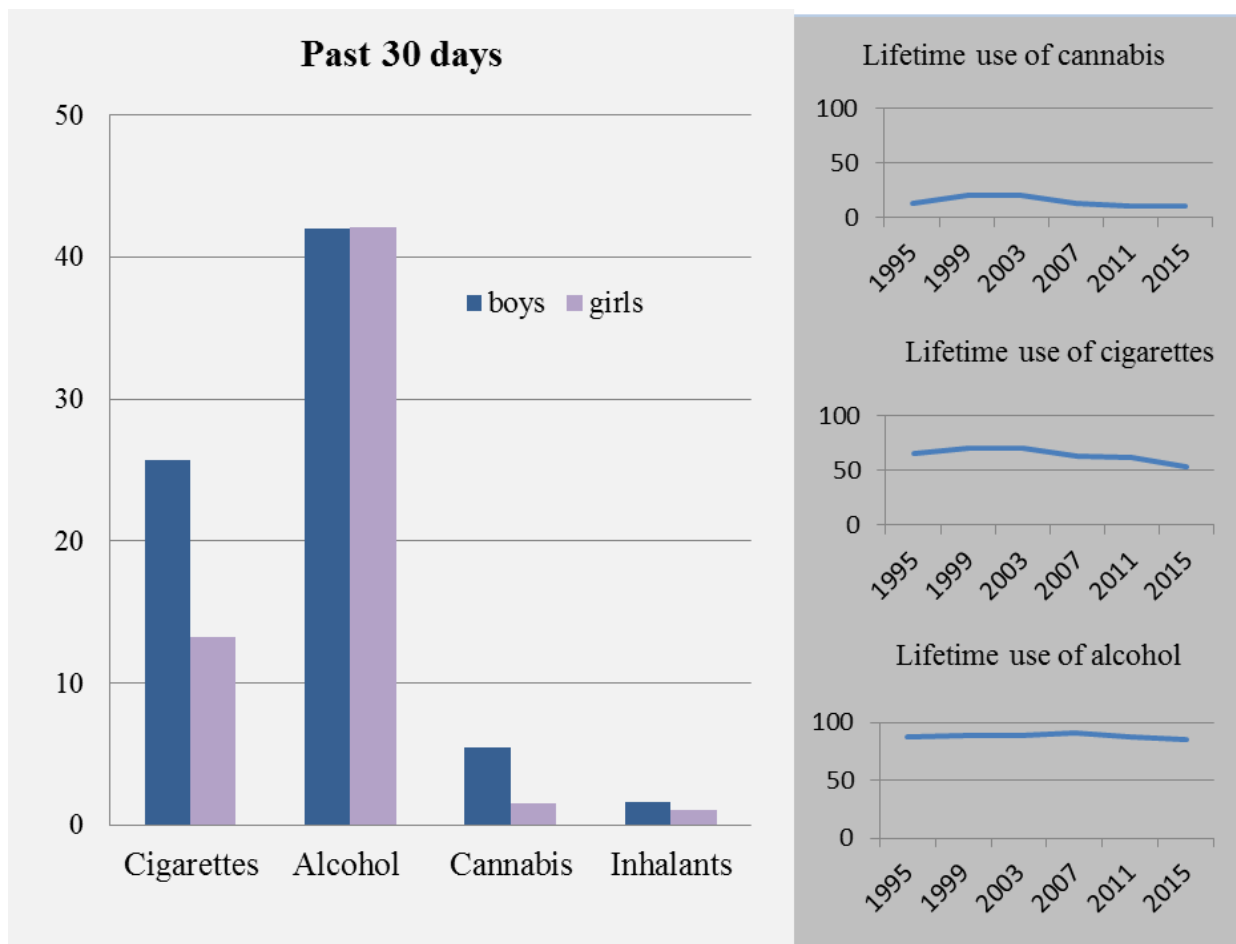 Past 30 days
50
40
30
20
10
0
boys girls
Cigarettes Alcohol Cannabis Inhalants
Lifetime use of cannabis
100
50
0
1995 1999 2003 2007 2011 2015
Lifetime use of cigarettes
100
50
0
1995 1999 2003 2007 2011 2015
Lifetime use of alcohol
100
50
0
1995 1999 2003 2007 2011 2015